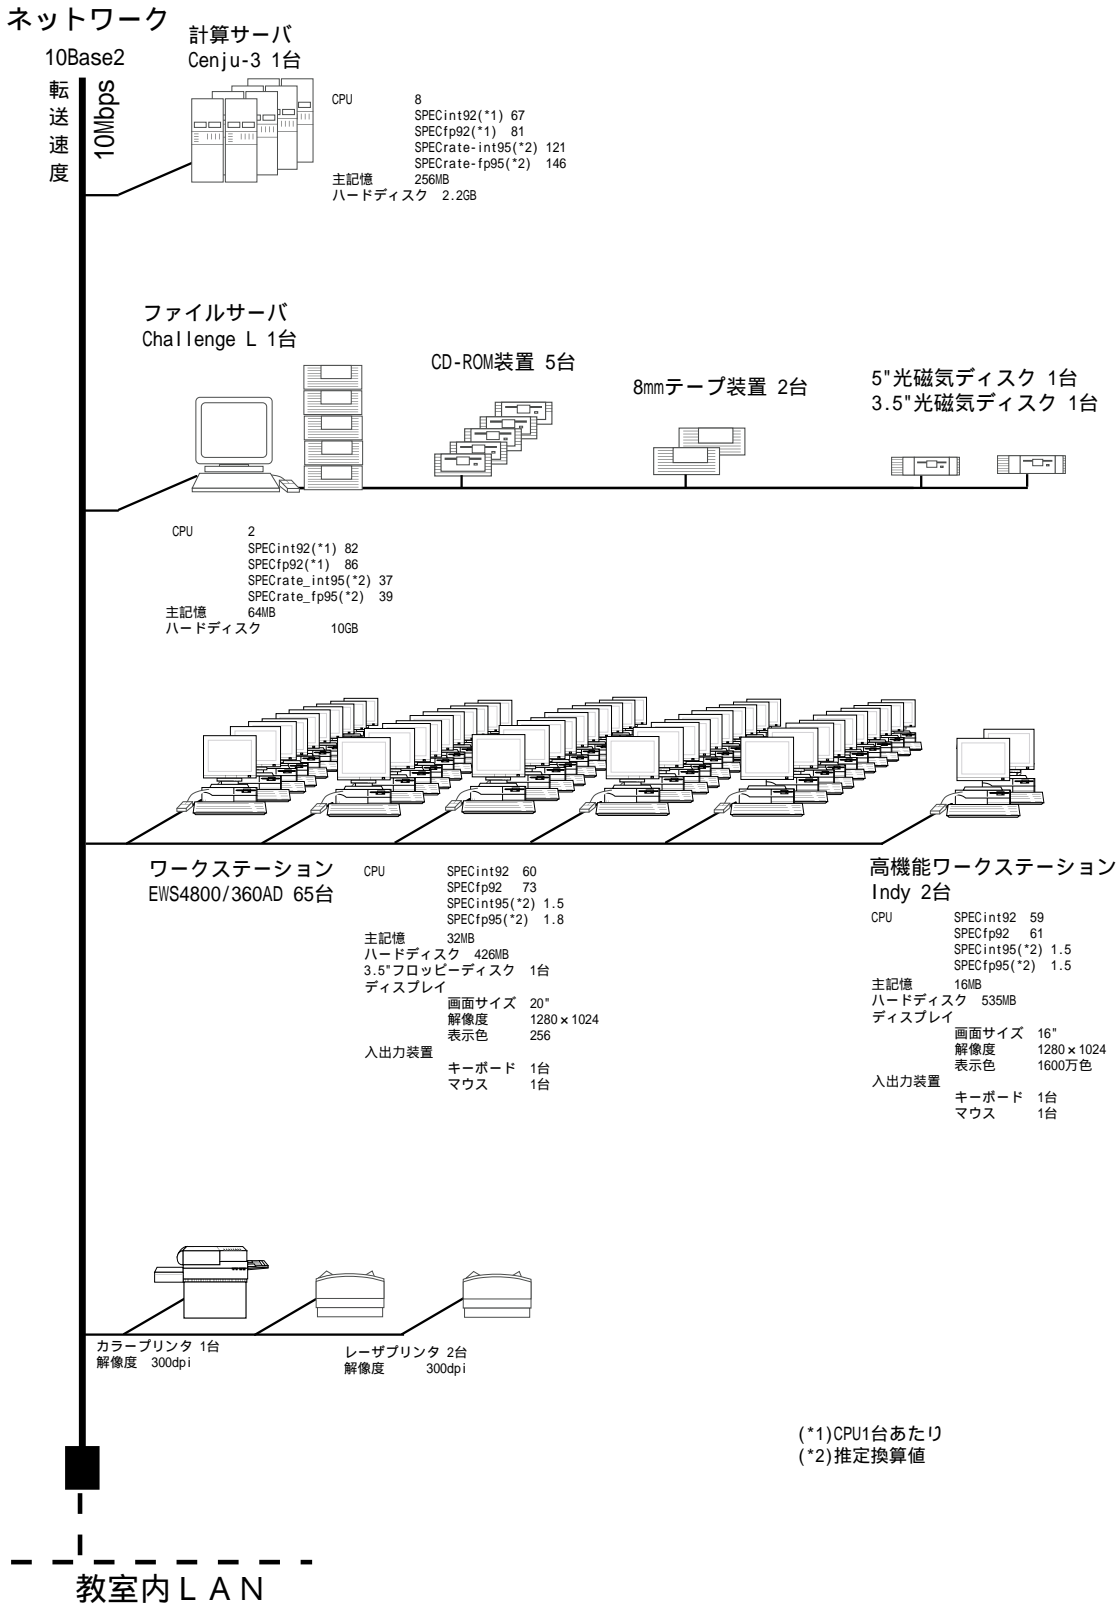 ネットワーク
10Base2
転送速度
10Mbps
計算サーバ
Cenju-3 1台
CPU 8
SPECint92(*1) 67
SPECfp92(*1) 81
SPECrate-int95(*2) 121
SPECrate-fp95(*2) 146
主記憶 256MB
ハードディスク 2.2GB
ファイルサーバ
Challenge L 1台
CD-ROM装置 5台
8mmテープ装置 2台
5"光磁気ディスク 1台
3.5"光磁気ディスク 1台
CPU 2
SPECint92(*1) 82
SPECfp92(*1) 86
SPECrate_int95(*2) 37
SPECrate_fp95(*2) 39
主記憶 64MB
ハードディスク 10GB
ワークステーション
EWS4800/360AD 65台
CPU SPECint92 60
SPECfp92 73
SPECint95(*2) 1.5
SPECfp95(*2) 1.8
主記憶 32MB
ハードディスク 426MB
3.5"フロッピーディスク 1台
ディスプレイ
画面サイズ 20"
解像度 1280×1024
表示色 256
入出力装置
キーボード 1台
マウス 1台
高機能ワークステーション
Indy 2台
CPU SPECint92 59
SPECfp92 61
SPECint95(*2) 1.5
SPECfp95(*2) 1.5
主記憶 16MB
ハードディスク 535MB
ディスプレイ
画面サイズ 16"
解像度 1280×1024
表示色 1600万色
入出力装置
キーボード 1台
マウス 1台
カラープリンタ 1台
解像度 300dpi
レーザプリンタ 2台
解像度 300dpi
(*1)CPU1台あたり
(*2)推定換算値
教室内ＬＡＮ